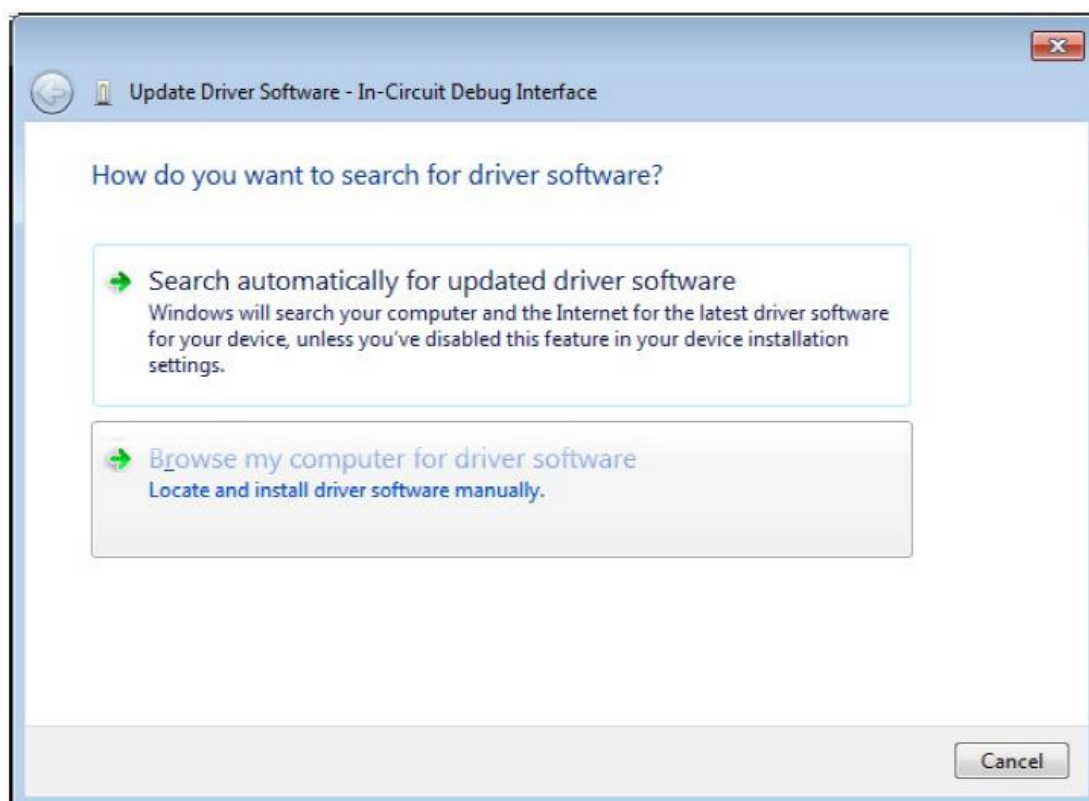 Update Driver Software - In-Circuit Debug Interface
How do you want to search for driver software?
Search automatically for updated driver software
Windows will search your computer and the Internet for the latest driver software
for your device, unless you've disabled this feature in your device installation
settings.
Browse my computer for driver software
Locate and install driver software manually.
Cancel